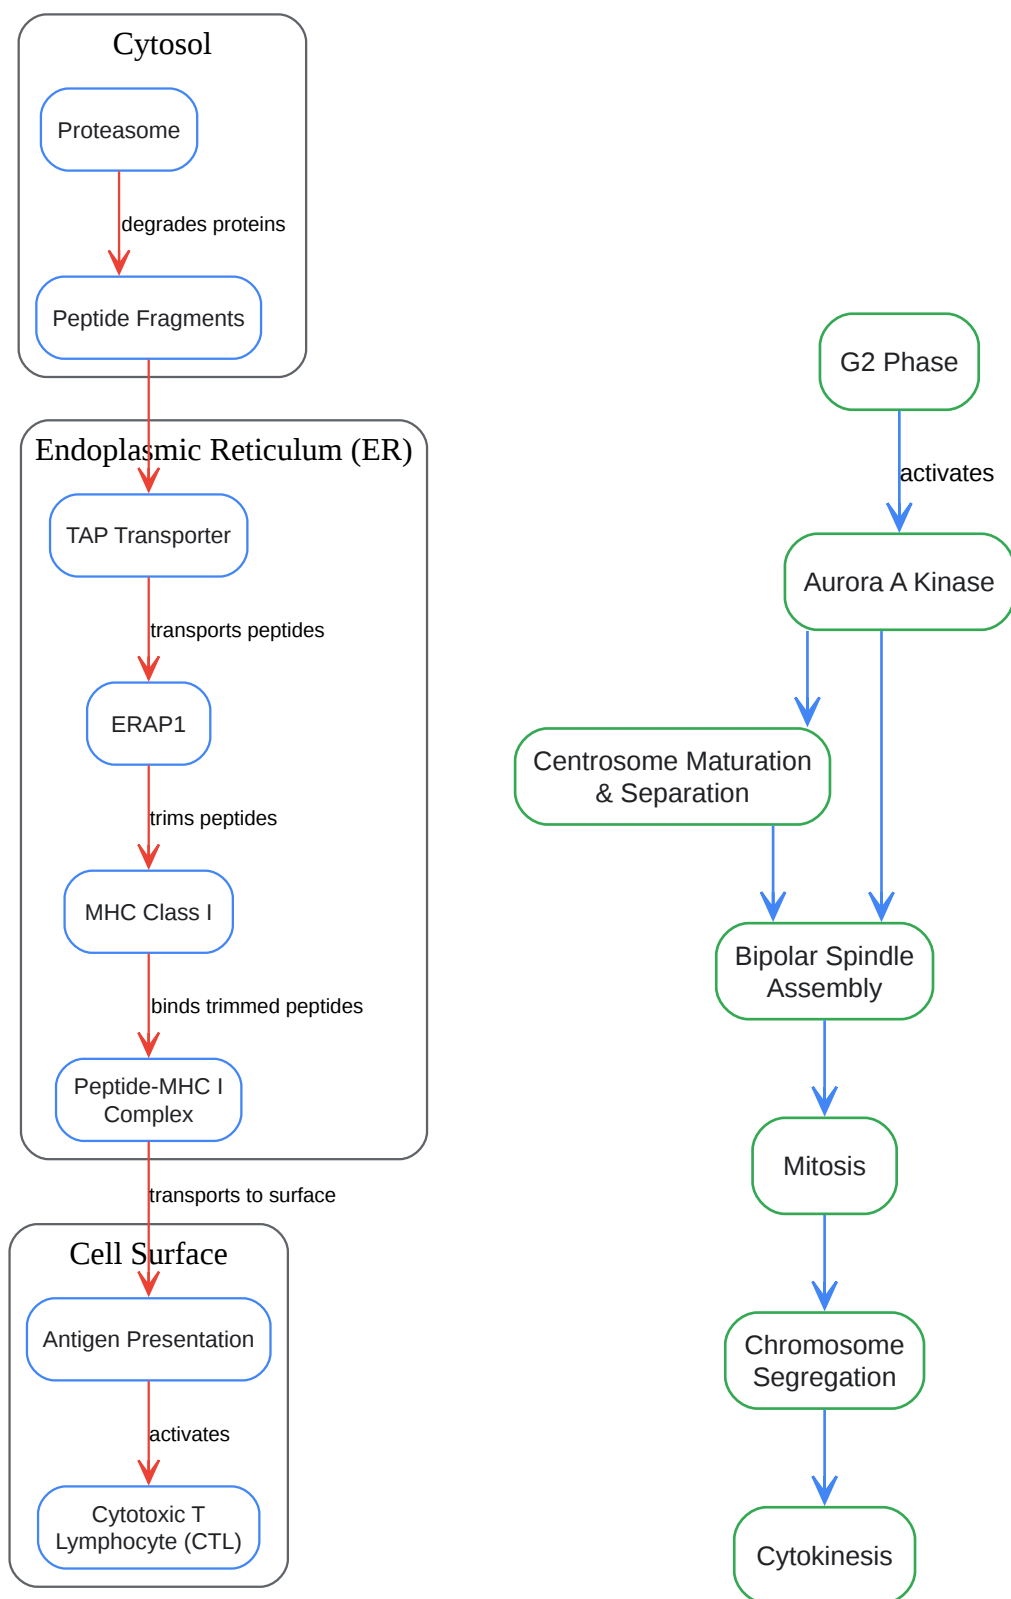 Cytosol
Proteasome
degrades proteins
Peptide Fragments
Endoplasmic Reticulum (ER)
TAP Transporter
transports peptides
ERAP1
trims peptides
MHC Class I
binds trimmed peptides
Peptide-MHC I
Complex
transports to surface
Cell Surface
Antigen Presentation
activates
Cytotoxic T
Lymphocyte (CTL)
G2 Phase
activates
Aurora A Kinase
Centrosome Maturation
& Separation
Bipolar Spindle
Assembly
Mitosis
Chromosome
Segregation
Cytokinesis